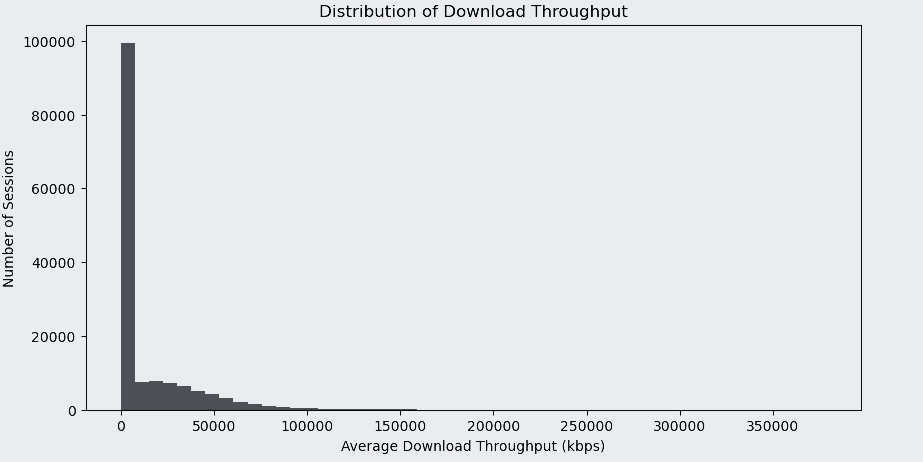 Distribution of Download Throughput
100000
80000
60000
40000
20000
0
Number of Sessions
0 50000 100000 150000 200000 250000 300000 350000
Average Download Throughput (kbps)